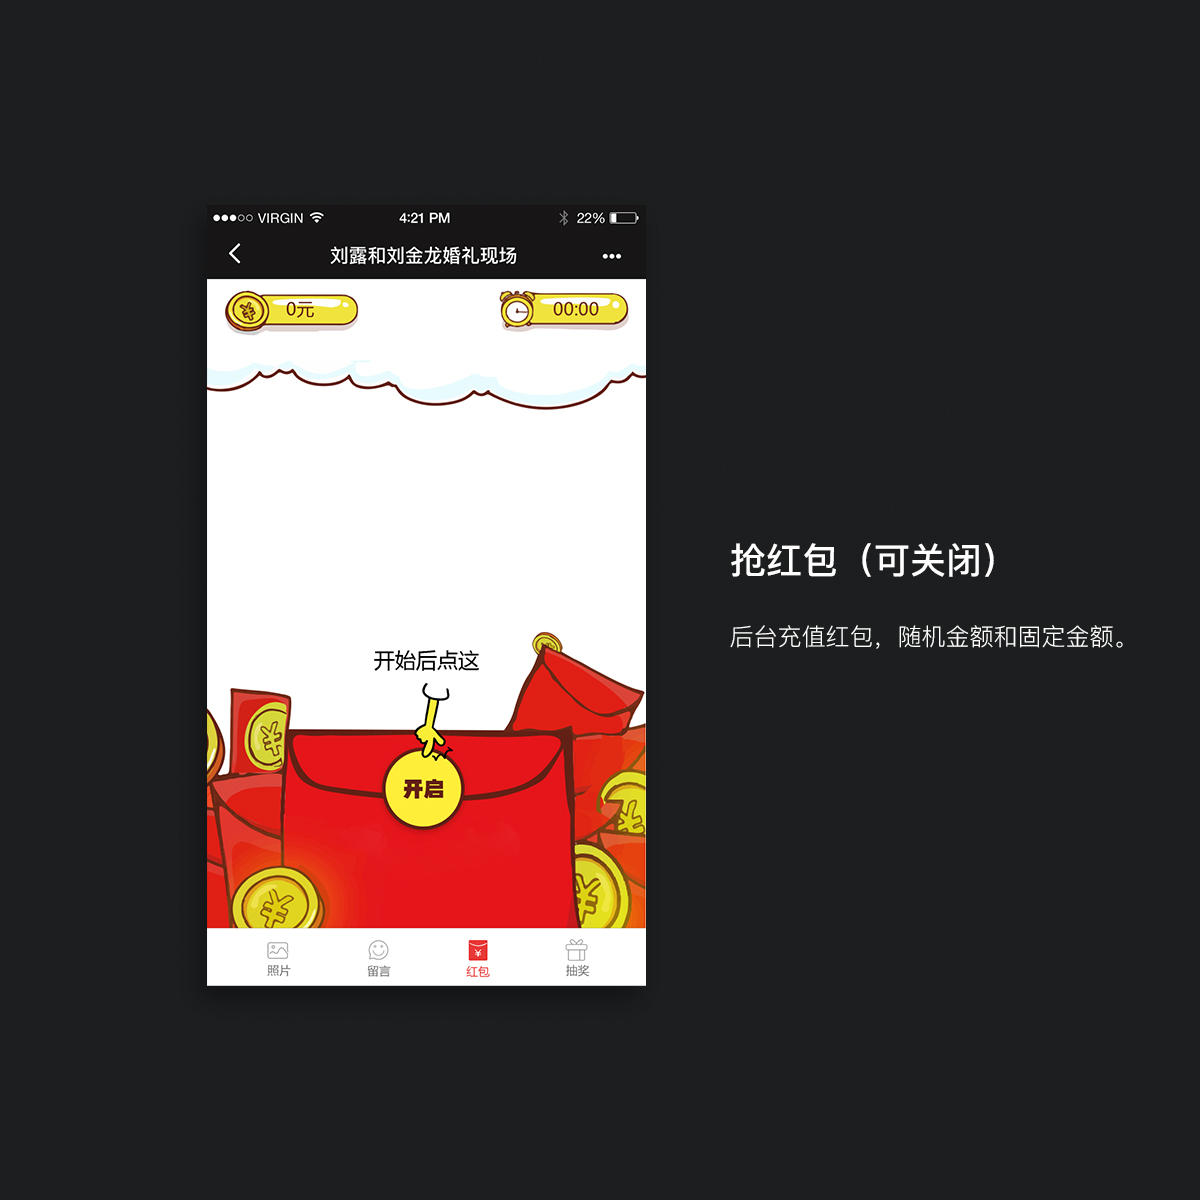 VIRGIN 4:21 PM 22%
刘露和刘金龙婚礼现场
0元 00:00
抢红包（可关闭）
后台充值红包，随机金额和固定金额。
开始后点这
开启
照片 留言 红包 抽奖